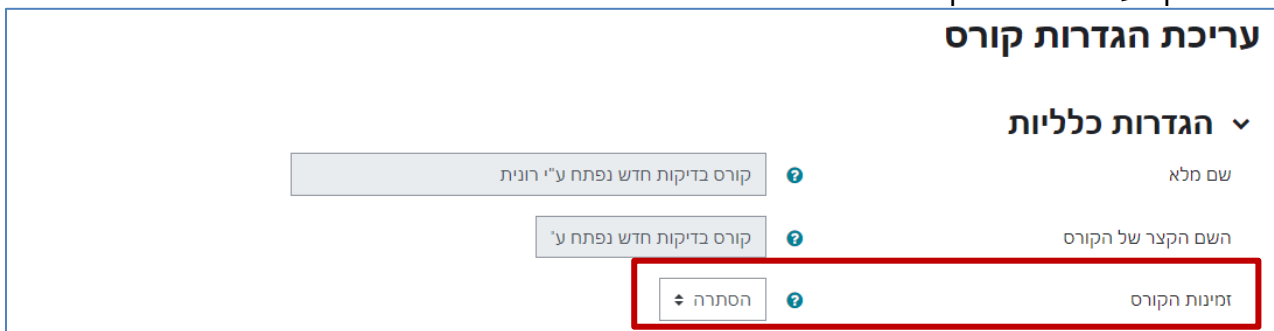 עריכת הגדרות קורס
הגדרות כלליות
שם מלא
קורס בדיקות חדש נפתח ע"י רונית
השם הקצר של הקורס
קורס בדיקות חדש נפתח ע'
זמינות הקורס
הסתרה